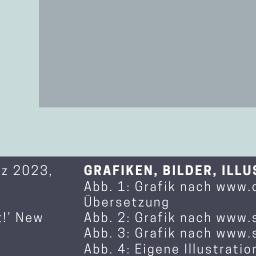 z 2023,
!' New
GRAFIKEN, BILDER, ILLUS
Abb. 1: Grafik nach www.
Übersetzung
Abb. 2: Grafik nach www.s
Abb. 3: Grafik nach www.s
Abb. 4: Eigene Illustration